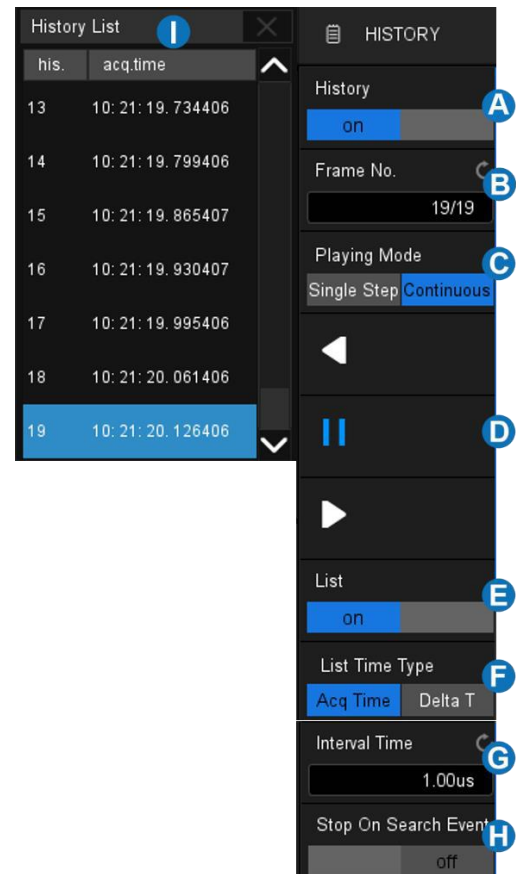 History List
I
his. acq.time
13 10: 21: 19. 734406
14 10: 21: 19. 799406
15 10: 21: 19. 865407
16 10: 21: 19. 930407
17 10: 21: 19. 995406
18 10: 21: 20. 061406
19 10: 21: 20. 126406
HISTORY
History
A
on
Frame No.
B
19/19
Playing Mode
C
Single Step Continuous
D
List
E
on
List Time Type
F
Acq Time Delta T
Interval Time
G
1.00us
Stop On Search Event
H
off